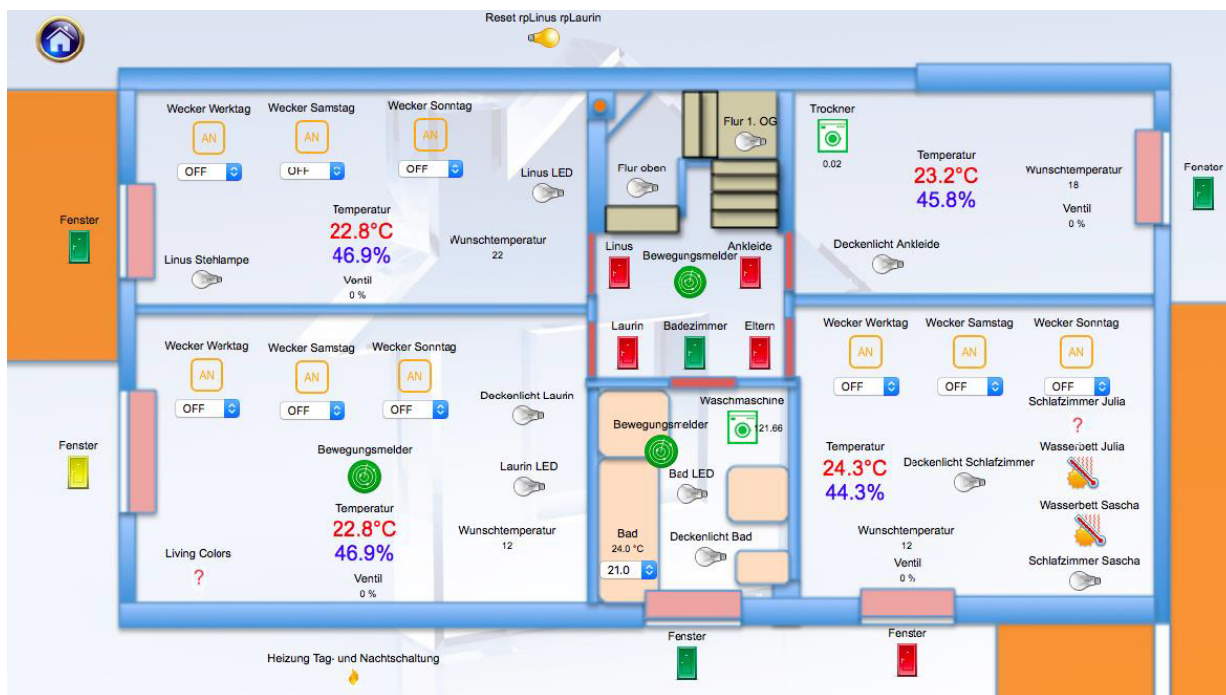 Reset rpLinus rpLaurin
Wecker Werktag
Wecker Samstag
Wecker Sonntag
AN
AN
AN
OFF
OFF
OFF
Linus LED
Temperatur
22.8°C
46.9%
Ventil
0 %
Wunschtemperatur
22
Linus Stehlampe
Fenster
Flur 1. OG
Flur oben
Linus
Bewegungsmelder
Ankleide
Laurin
Badezimmer
Eltern
Trockner
0.02
Temperatur
23.2°C
45.8%
Wunschtemperatur
18
Ventil
0 %
Deckenlicht Ankleide
Fenster
Wecker Werktag
Wecker Samstag
Wecker Sonntag
AN
AN
AN
OFF
OFF
OFF
Deckenlicht Laurin
Bewegungsmelder
Laurin LED
Temperatur
22.8°C
46.9%
Wunschtemperatur
12
Ventil
0 %
Living Colors
?
Fenster
Waschmaschine
121.66
Bewegungsmelder
Bad LED
Bad
24.0 °C
21.0
Deckenlicht Bad
Fenster
Wecker Werktag
Wecker Samstag
Wecker Sonntag
AN
AN
AN
OFF
OFF
OFF
Schlafzimmer Julia
?
Wasserbett Julia
Temperatur
24.3°C
44.3%
Deckenlicht Schlafzimmer
Wasserbett Sascha
Wunschtemperatur
12
Ventil
0 %
Schlafzimmer Sascha
Fenster
Heizung Tag- und Nachtschaltung